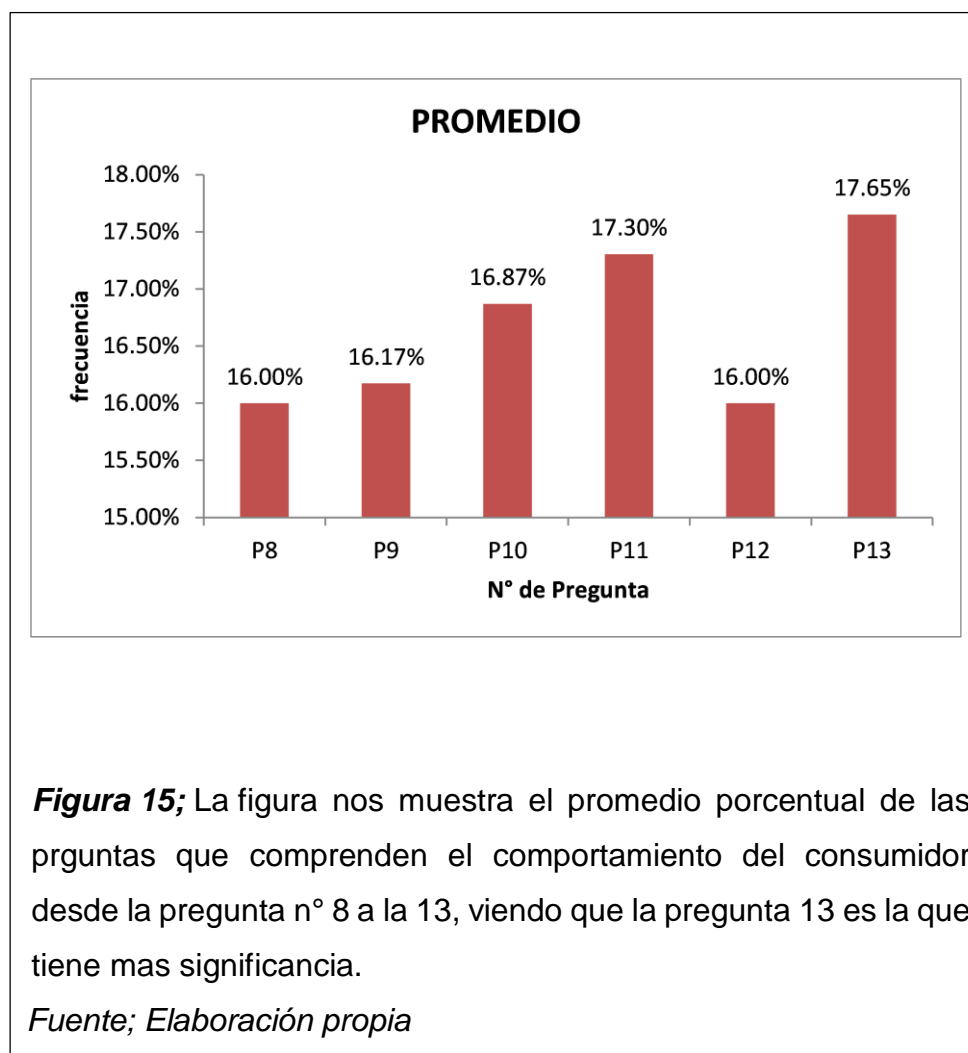 PROMEDIO
18.00%
17.50%
17.00%
16.50%
16.00%
15.50%
15.00%
frecuencia
16.00%
16.17%
16.87%
17.30%
16.00%
17.65%
P8 P9 P10 P11 P12 P13
N° de Pregunta
Figura 15; La figura nos muestra el promedio porcentual de las
prguntas que comprenden el comportamiento del consumidor
desde la pregunta n° 8 a la 13, viendo que la pregunta 13 es la que
tiene mas significancia.
Fuente; Elaboración propia